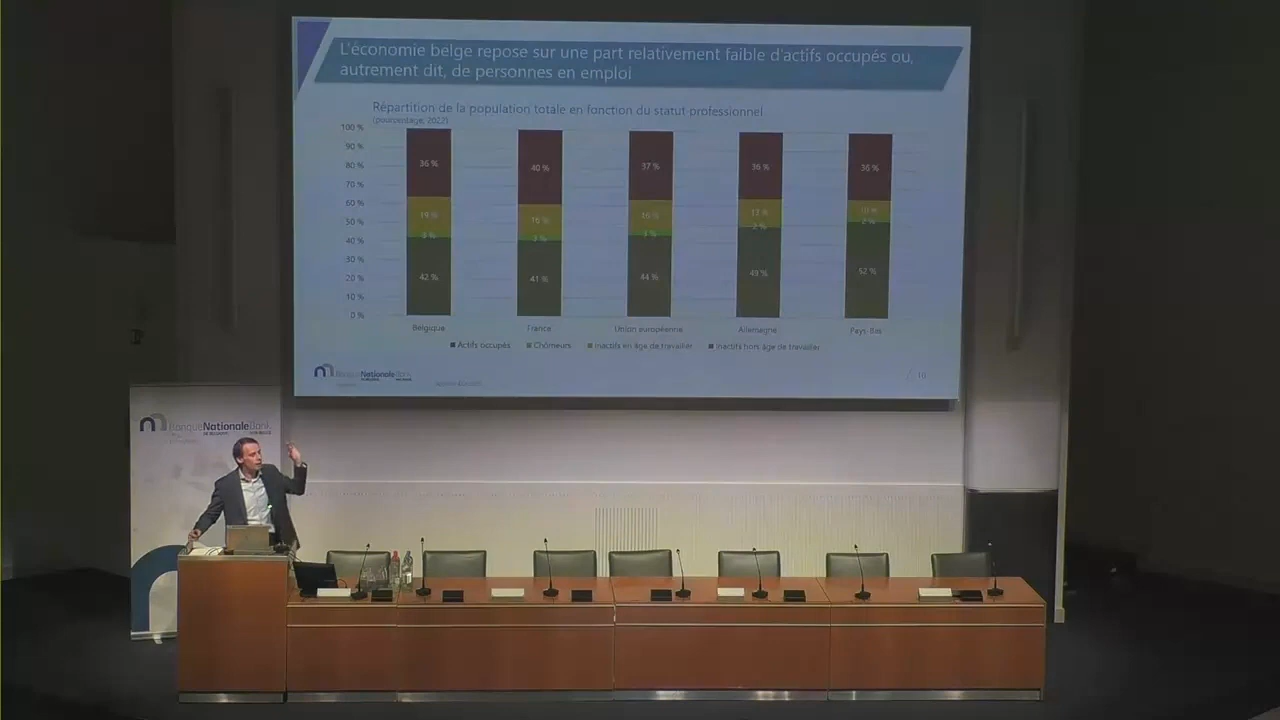 L'économie belge repose sur une part relativement faible d'actifs occupés ou,
autrement dit, de personnes en emploi
Répartition de la population totale en fonction du statut professionnel
(pourcentage, 2022)
100 %
90 %
80 %
70 %
60 %
50 %
40 %
30 %
20 %
10 %
0 %
36 % 40 % 37 % 36 % 36 %
19 % 16 %
42 % 41 % 44 % 49 % 52 %
Belgique France Union européenne Allemagne Pays-Bas
Actifs occupés Chômeurs Inactifs en âge de travailler Inactifs hors âge de travailler
BanqueNationaleBank
BanqueNationaleBank
DE BELGIQUE